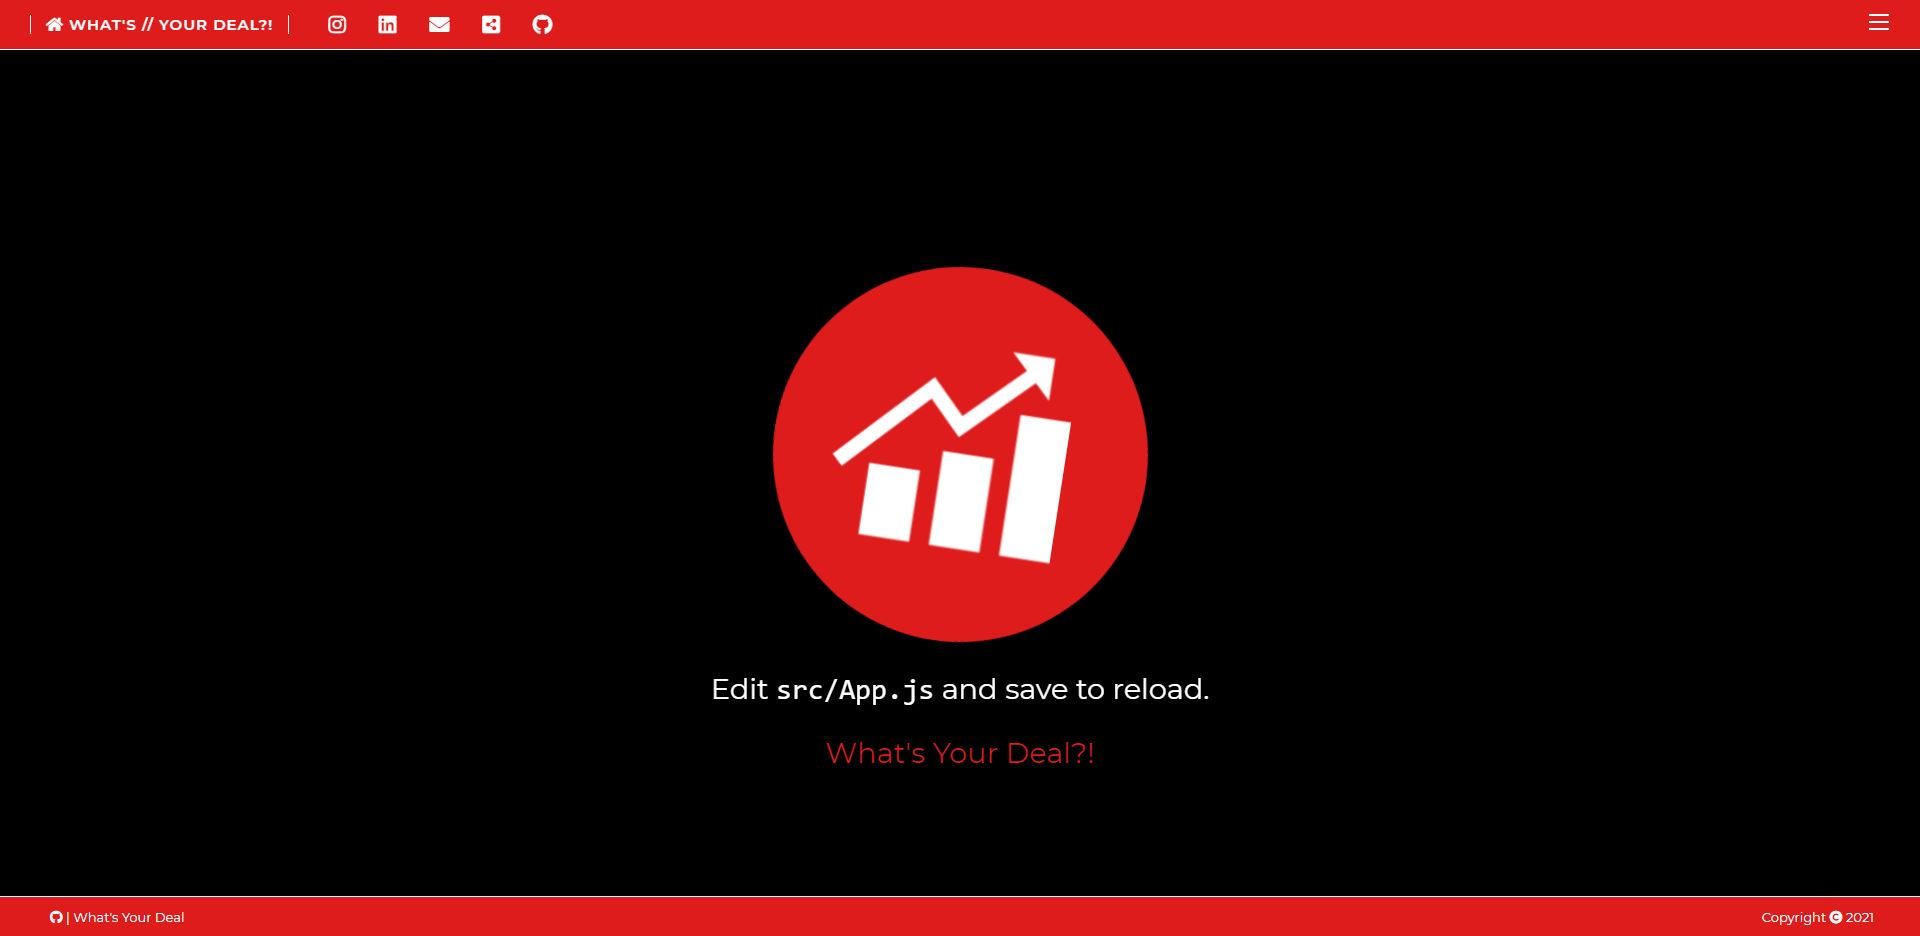 WHAT'S // YOUR DEAL?!
Edit src/App.js and save to reload.
What's Your Deal?!
| What's Your Deal
Copyright © 2021